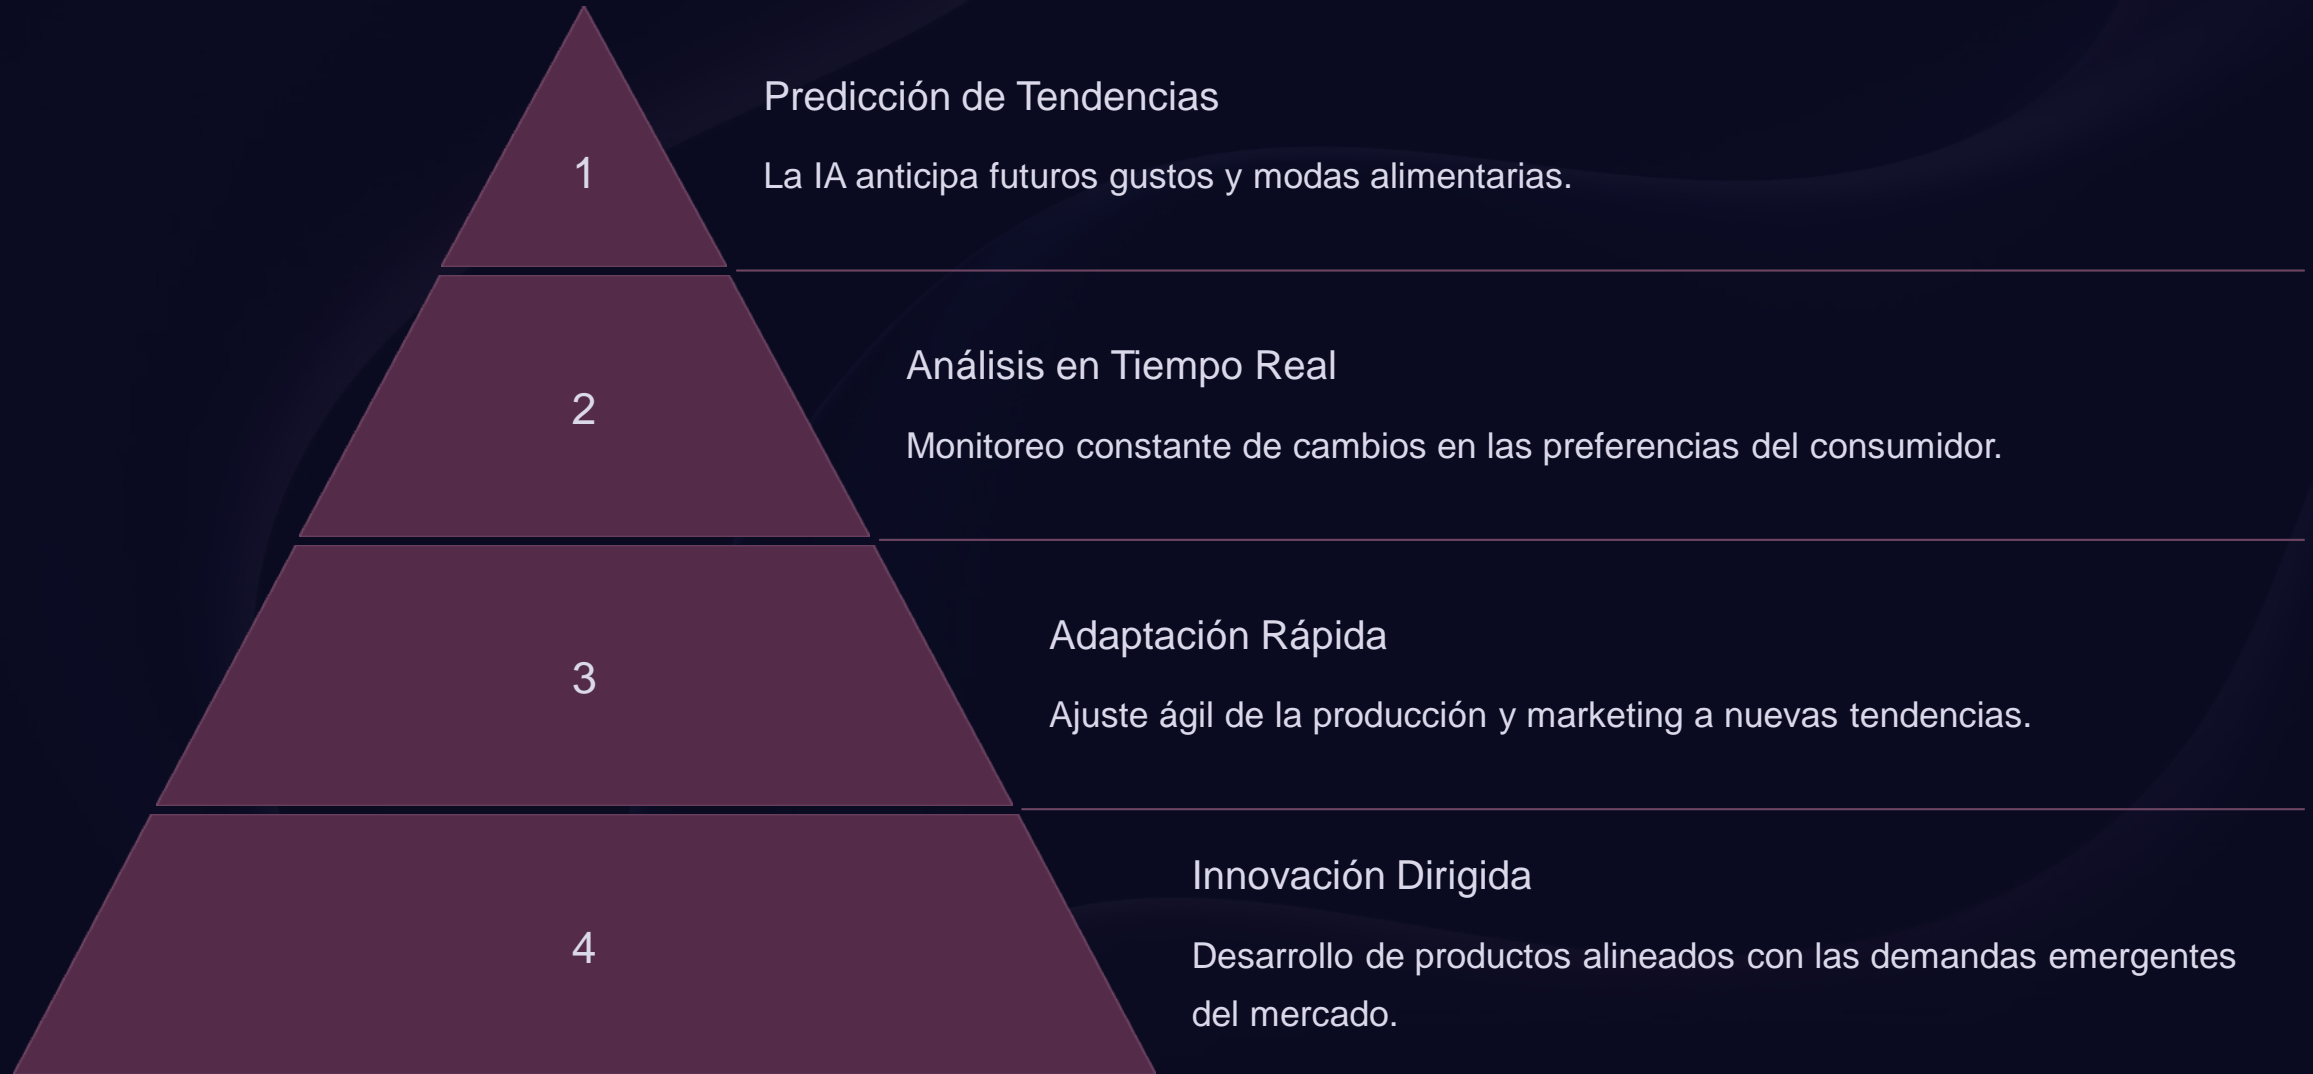 1
Predicción de Tendencias
La IA anticipa futuros gustos y modas alimentarias.
2
Análisis en Tiempo Real
Monitoreo constante de cambios en las preferencias del consumidor.
3
Adaptación Rápida
Ajuste ágil de la producción y marketing a nuevas tendencias.
4
Innovación Dirigida
Desarrollo de productos alineados con las demandas emergentes
del mercado.